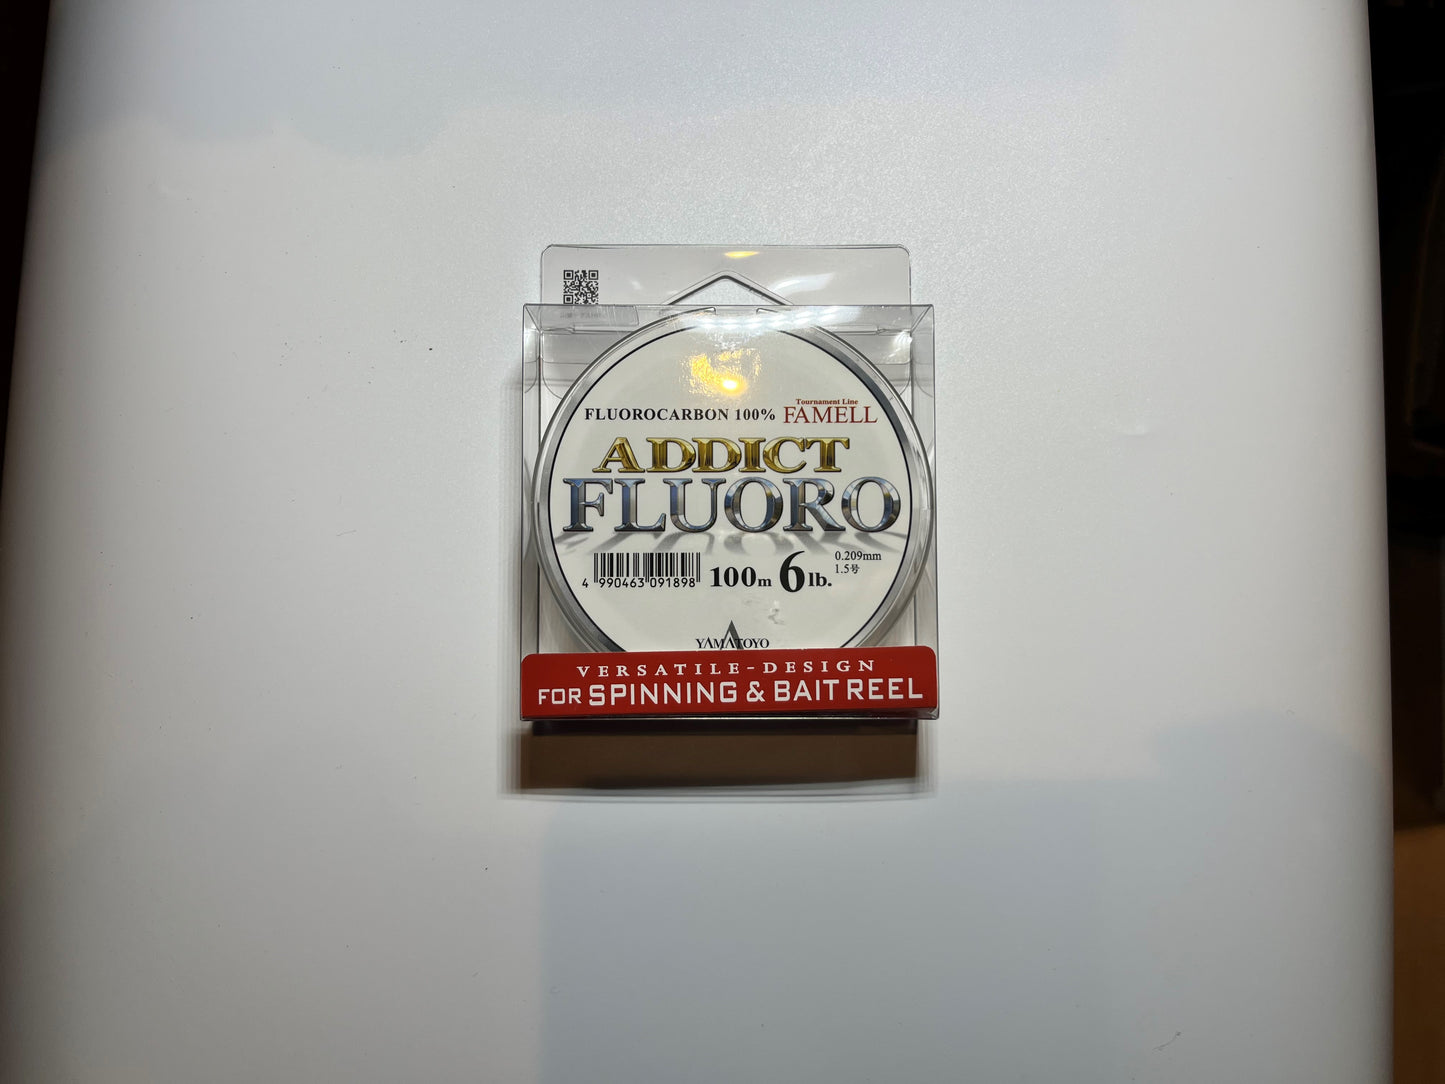 Tournament Line
FLUOROCARBON 100% FAMELL
ADDICT
FLUORO
4 990463 091898
100m 6lb.
0.209mm
1.5号
YAMATOYO
VERSATILE-DESIGN
FOR SPINNING & BAIT REEL